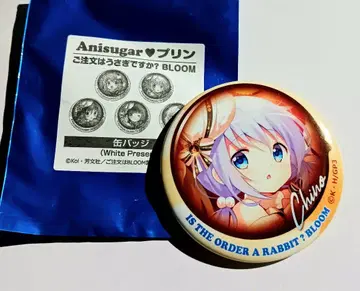 Anisugar♥プリン
ご注文はうさぎですか? BLOOM
缶バッジ
(White Prese
©Koi・芳文社／ご注文はBLOOM
Chino
IS THE ORDER A RABBIT? BLOOM
©K・H/GP3